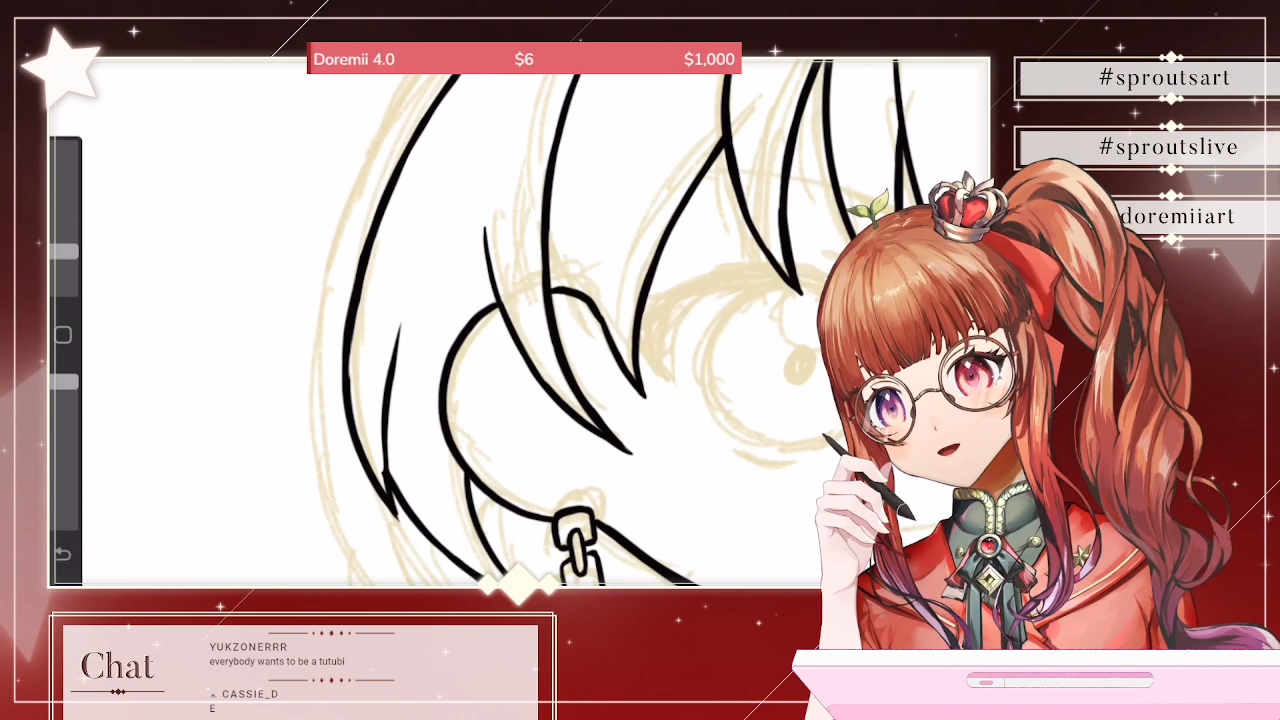 Doremii 4.0 $6 $1,000
#sproutsart
#sproutslive
doremiiart
Chat
YUKZONERRR
everybody wants to be a tutubi
CASSIE_D
E